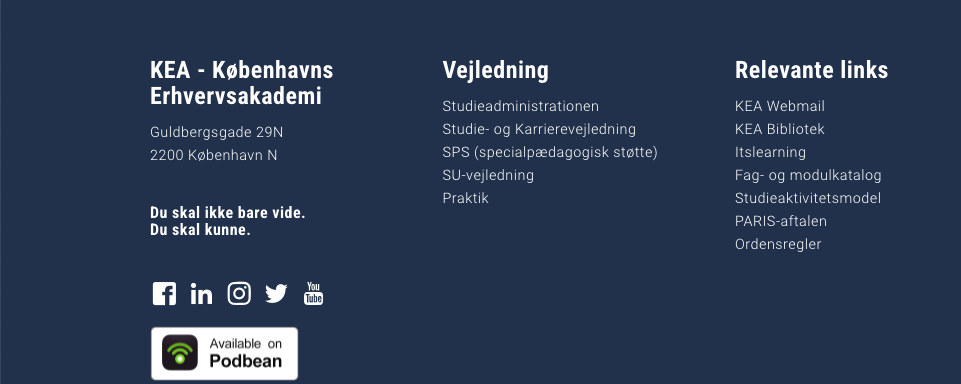 KEA - Københavns
Erhvervsakademi
Guldbergsgade 29N
2200 København N
Du skal ikke bare vide.
Du skal kunne.
in
You
Tube
Available on
Podbean
Vejledning
Studieadministrationen
Studie- og Karrierevejledning
SPS (specialpædagogisk støtte)
SU-vejledning
Praktik
Relevante links
KEA Webmail
KEA Bibliotek
Itslearning
Fag- og modulkatalog
Studieaktivitetsmodel
PARIS-aftalen
Ordensregler